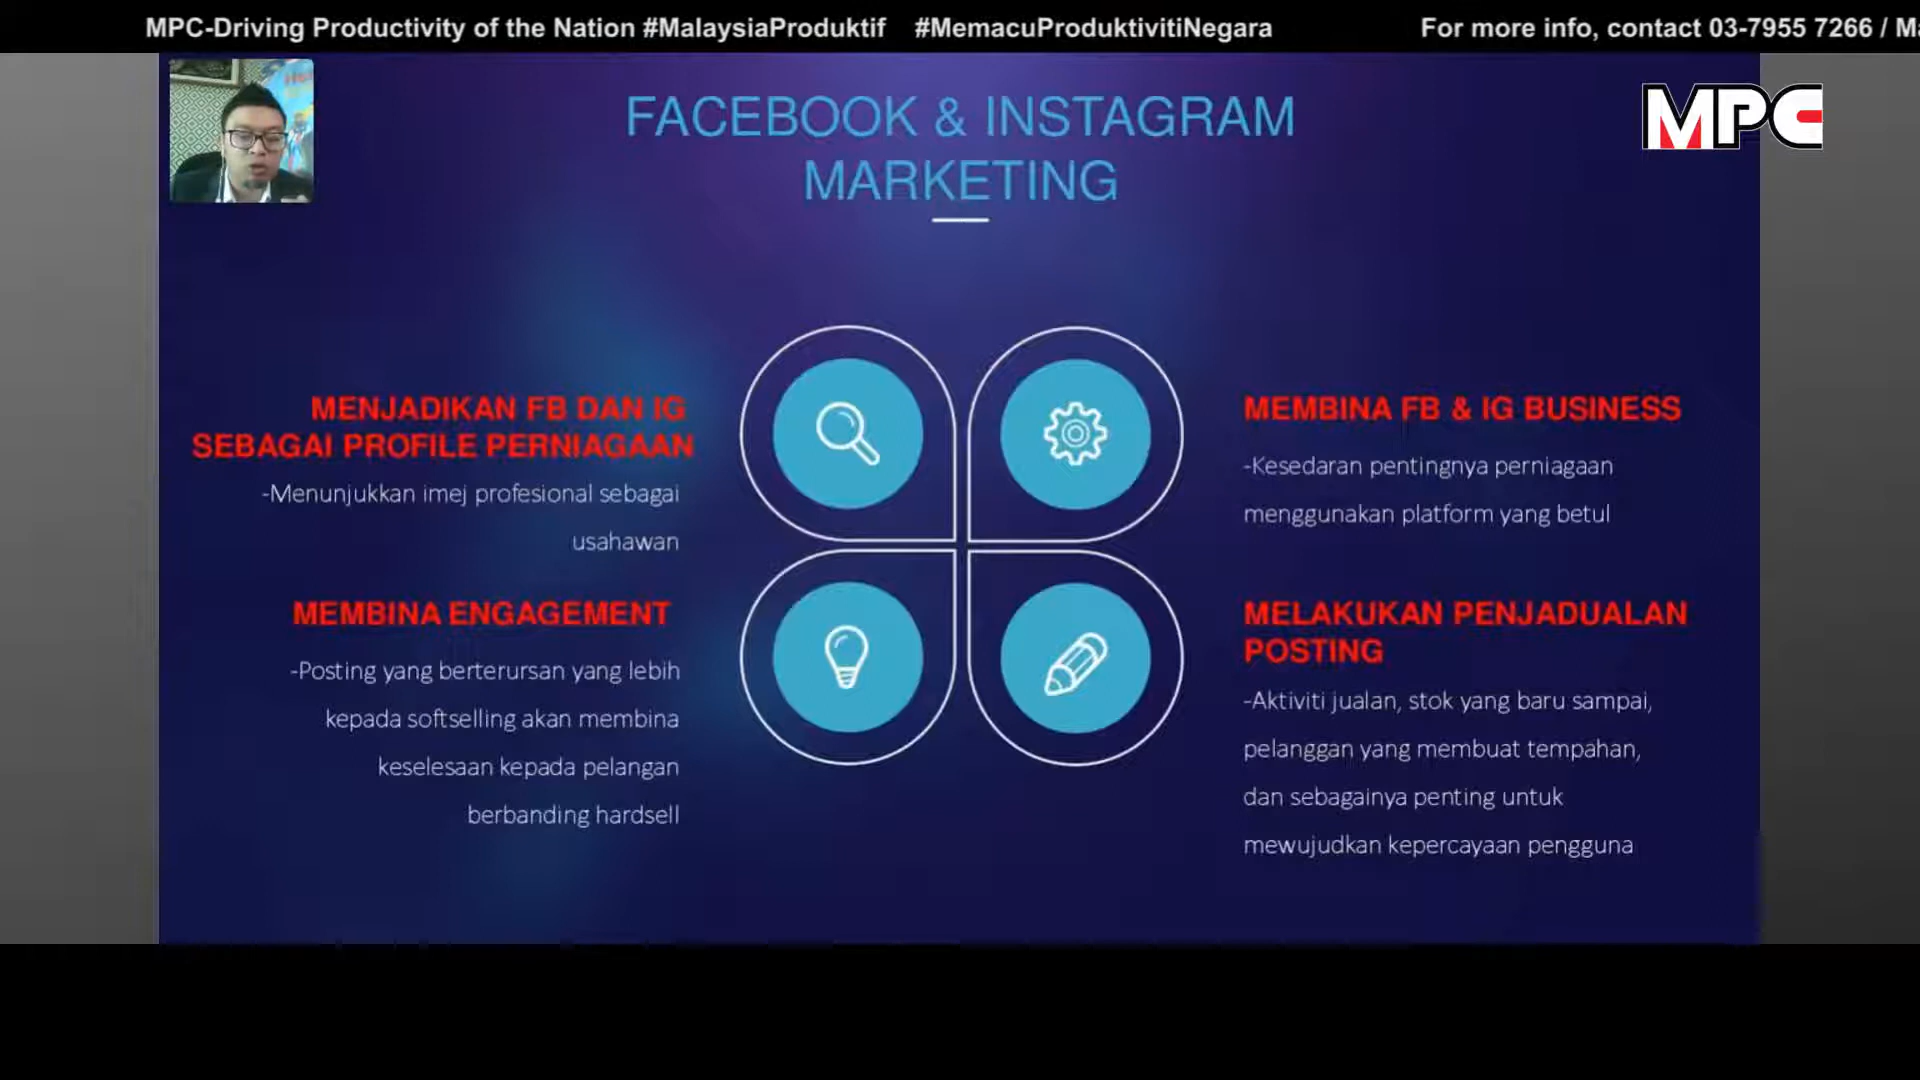 MPC-Driving Productivity of the Nation #MalaysiaProduktif #MemacuProduktivitiNegara For more info, contact 03-7955 7266 /
MPC
FACEBOOK & INSTAGRAM
MARKETING
MENJADIKAN FB DAN IG
SEBAGAI PROFILE PERNIAGAAN
-Menunjukkan imej profesional sebagai
usahawan
MEMBINA FB & IG BUSINESS
-Kesedaran pentingnya perniagaan
menggunakan platform yang betul
MEMBINA ENGAGEMENT
-Posting yang berterursan yang lebih
kepada softselling akan membina
keselesaan kepada pelangan
berbanding hardsell
MELAKUKAN PENJADUALAN
POSTING
-Aktiviti jualan, stok yang baru sampai,
pelanggan yang membuat tempahan,
dan sebagainya penting untuk
mewujudkan kepercayaan pengguna